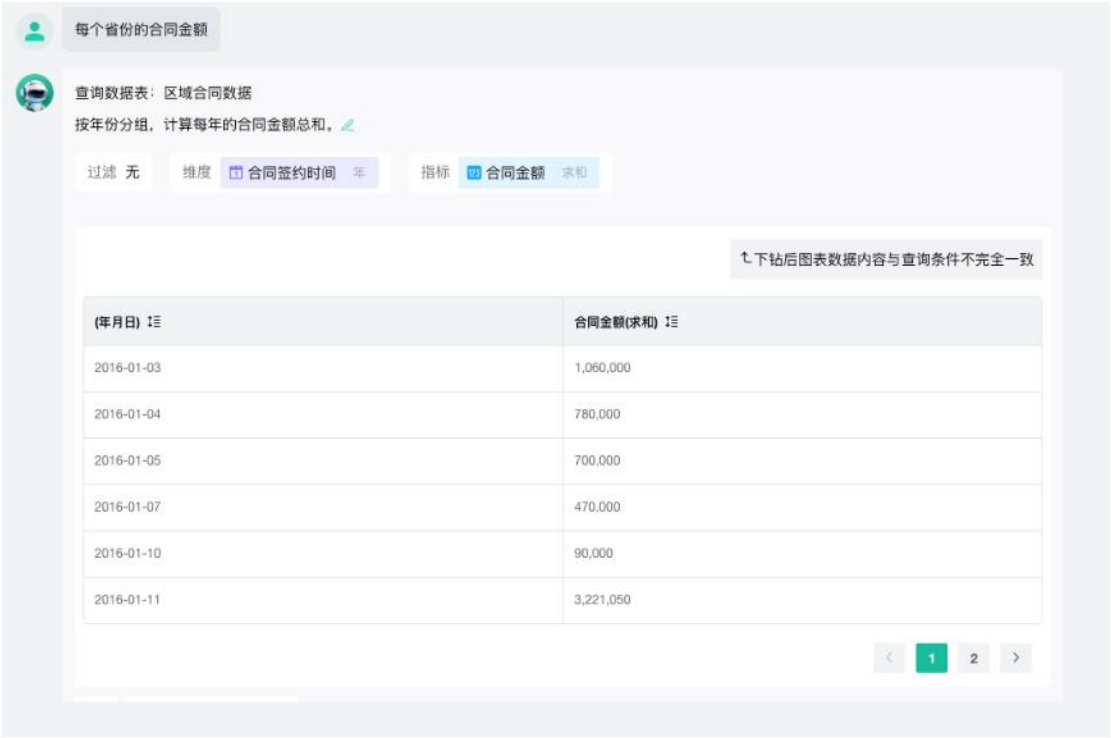 每个省份的合同金额
查询数据表：区域合同数据
按年份分组，计算每年的合同金额总和。
过滤 无 维度 合同签约时间 年 指标 合同金额 求和
下钻后图表数据内容与查询条件不完全一致
(年月日) 合同金额(求和)
2016-01-03 1,060,000
2016-01-04 780,000
2016-01-05 700,000
2016-01-07 470,000
2016-01-10 90,000
2016-01-11 3,221,050
1 2